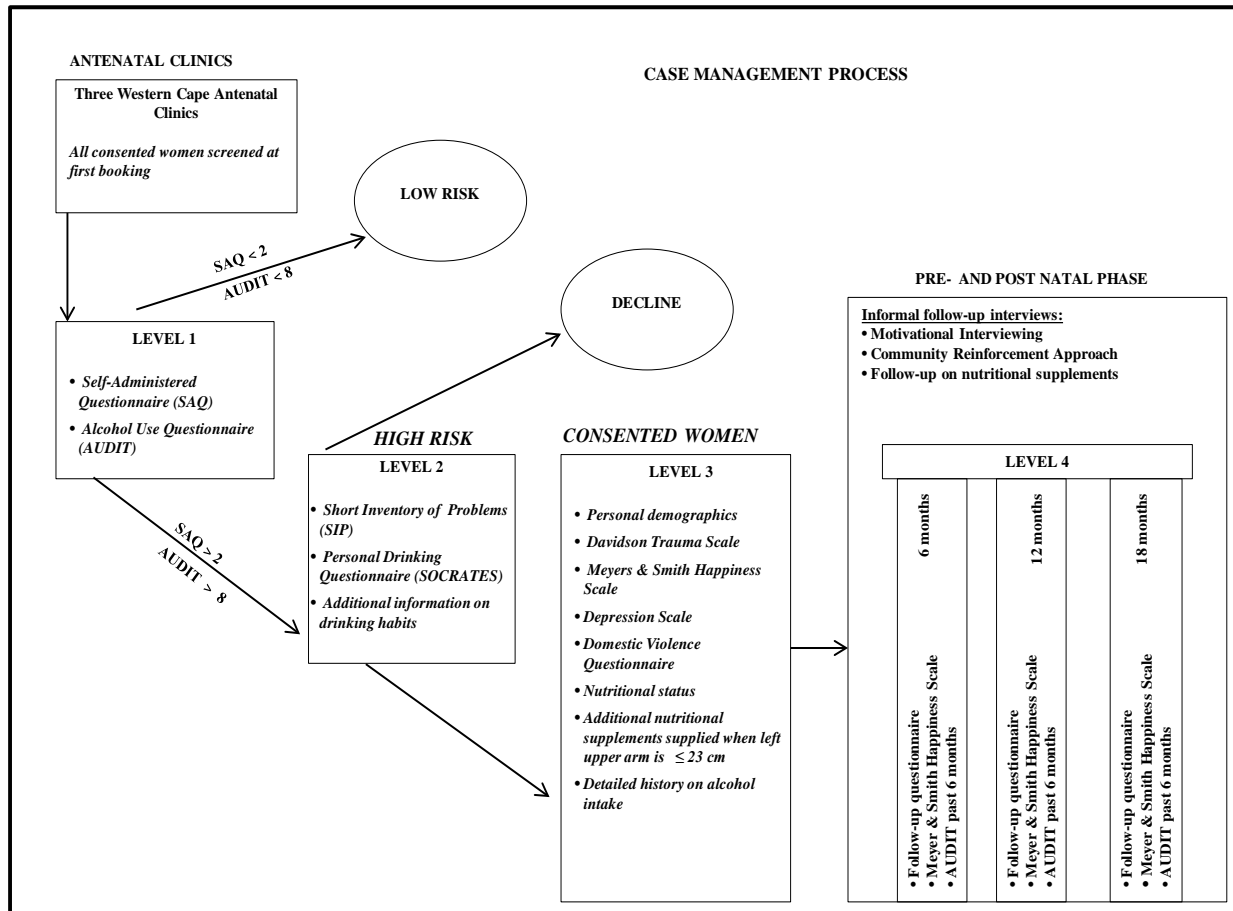 ANTENATAL CLINICS
CASE MANAGEMENT PROCESS
Three Western Cape Antenatal
Clinics
All consented women screened at
first booking
LOW RISK
SAQ < 2
AUDIT < 8
DECLINE
LEVEL 1
• Self-Administered
Questionnaire (SAQ)
• Alcohol Use Questionnaire
(AUDIT)
SAQ > 2
AUDIT > 8
HIGH RISK
LEVEL 2
• Short Inventory of Problems
(SIP)
• Personal Drinking
Questionnaire (SOCRATES)
• Additional information on
drinking habits
CONSENTED WOMEN
LEVEL 3
• Personal demographics
• Davidson Trauma Scale
• Meyers & Smith Happiness
Scale
• Depression Scale
• Domestic Violence
Questionnaire
• Nutritional status
• Additional nutritional
supplements supplied when left
upper arm is ≤ 23 cm
• Detailed history on alcohol
intake
PRE- AND POST NATAL PHASE
Informal follow-up interviews:
• Motivational Interviewing
• Community Reinforcement Approach
• Follow-up on nutritional supplements
LEVEL 4
6 months
• Follow-up questionnaire
• Meyer & Smith Happiness Scale
• AUDIT past 6 months
12 months
• Follow-up questionnaire
• Meyer & Smith Happiness Scale
• AUDIT past 6 months
18 months
• Follow-up questionnaire
• Meyer & Smith Happiness Scale
• AUDIT past 6 months